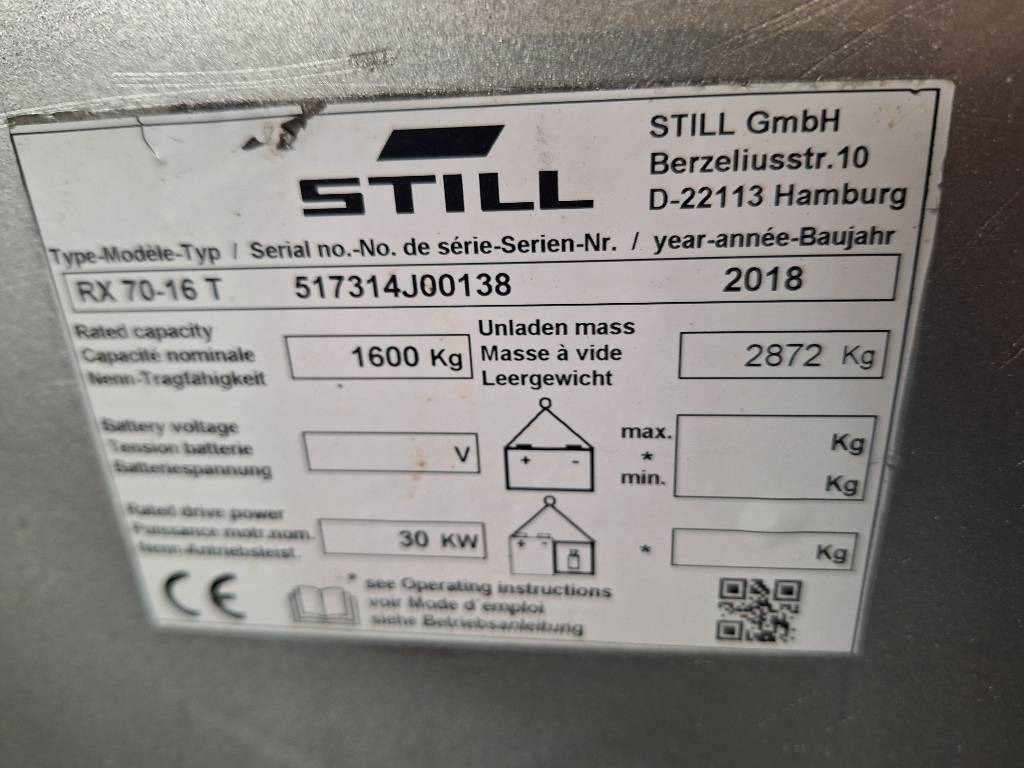 STILL
STILL GmbH
Berzeliusstr.10
D-22113 Hamburg
Type-Modèle-Typ / Serial no.-No. de série-Serien-Nr. / year-année-Baujahr
RX 70-16 T 517314J00138 2018
Rated capacity
Capacité nominale
Nenn-Tragfähigkeit
1600 Kg
Unladen mass
Masse à vide
Leergewicht
2872 Kg
Battery voltage
Tension batterie
Batteriespannung
V
+ -
max.
*
min.
Kg
Kg
Rated drive power
Puissance motr.nom.
Nenn-Antriebsleist.
30 KW
+ -
*
Kg
CE
* see Operating instructions
voir Mode d'emploi
siehe Betriebsanleitung